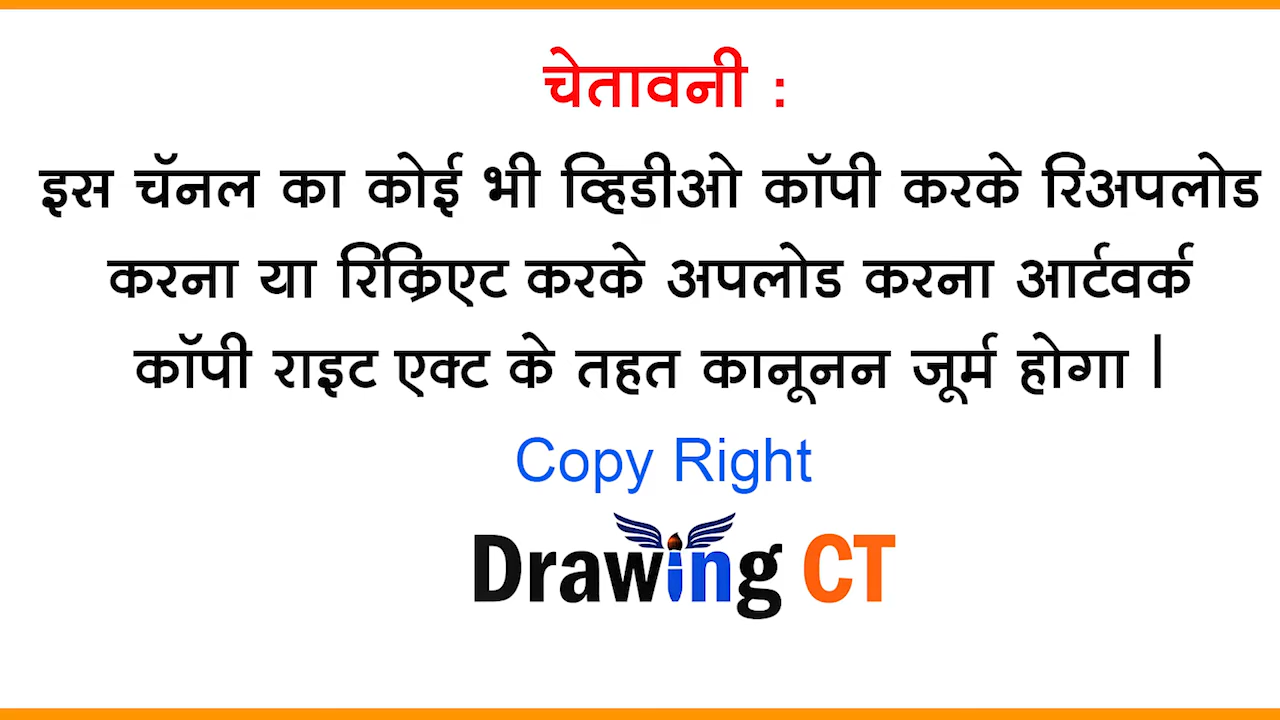 चेतावनी :
इस चॅनल का कोई भी व्हिडीओ कॉपी करके रिअपलोड
करना या रिक्रिएट करके अपलोड करना आर्टवर्क
कॉपी राइट एक्ट के तहत कानूनन जूर्म होगा |
Copy Right
Drawing CT